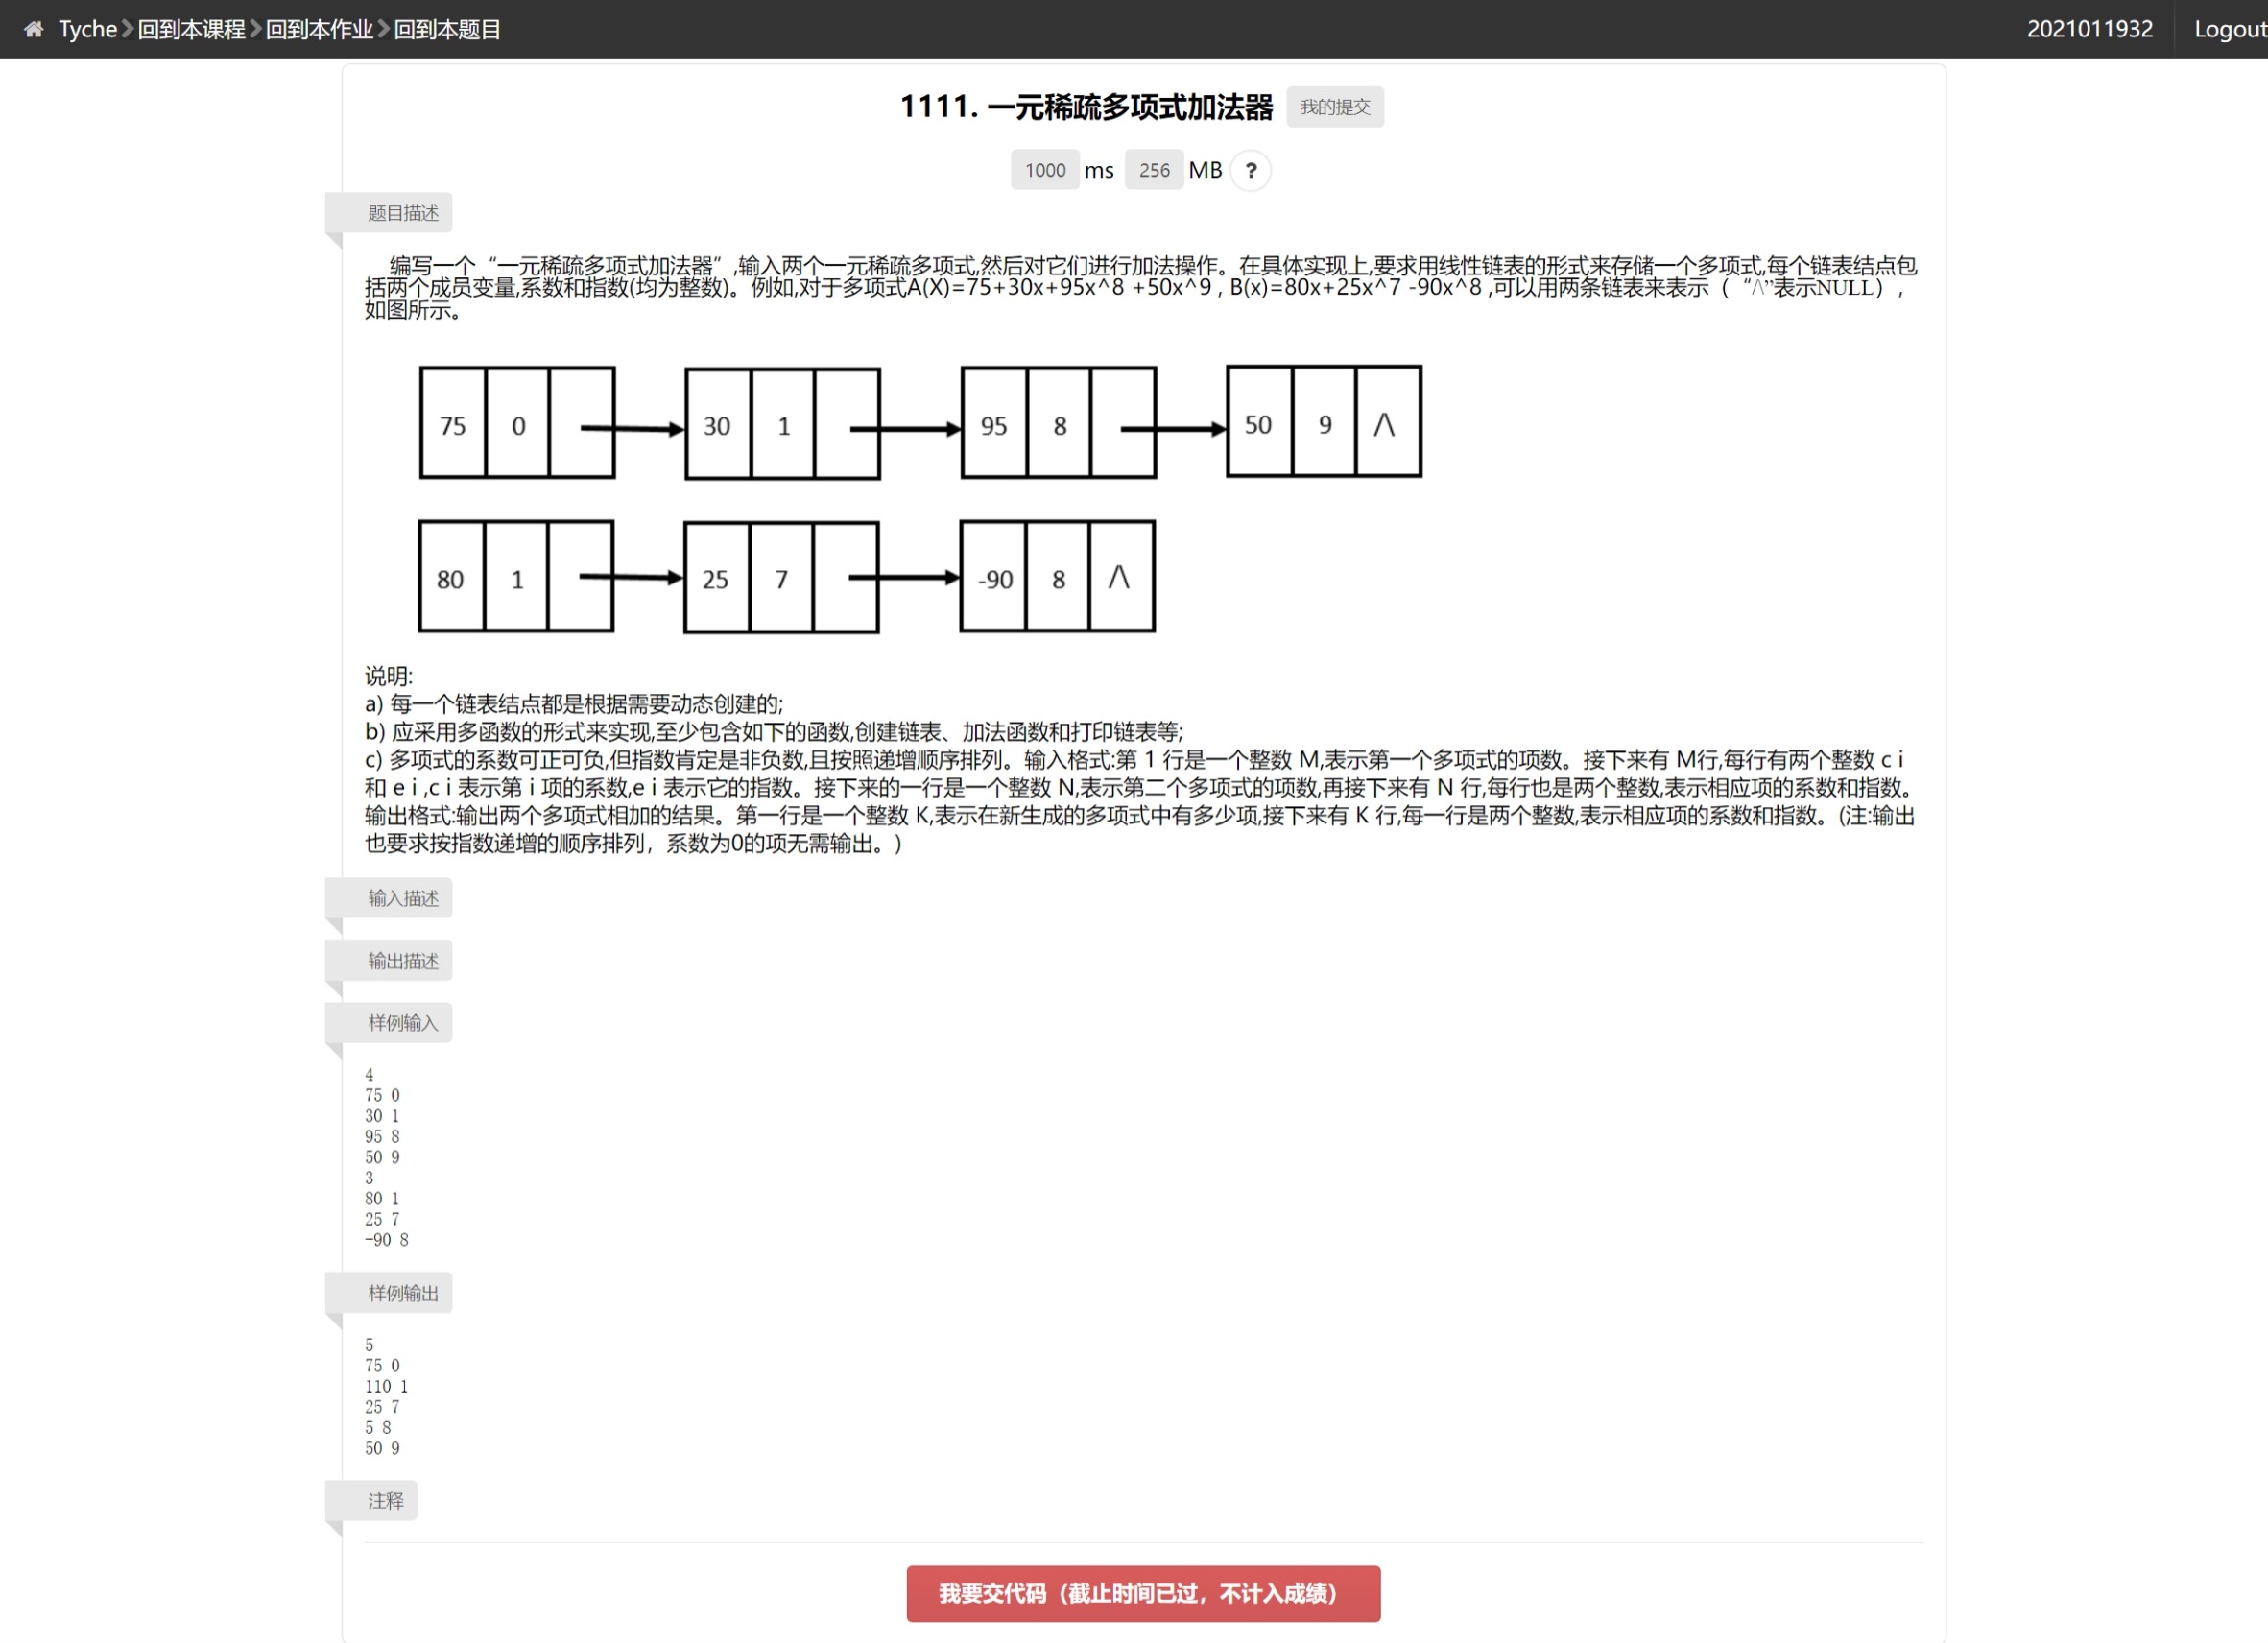 Tyche 回到本课程 回到本作业 回到本题目 2021011932 Logout
1111. 一元稀疏多项式加法器 我的提交
1000 ms 256 MB ?
题目描述
编写一个“一元稀疏多项式加法器”,输入两个一元稀疏多项式,然后对它们进行加法操作。在具体实现上,要求用线性链表的形式来存储一个多项式,每个链表结点包
括两个成员变量,系数和指数(均为整数)。例如,对于多项式A(X)=75+30x+95x^8 +50x^9 , B(x)=80x+25x^7 -90x^8 ,可以用两条链表来表示（“/\”表示NULL），
如图所示。
75 0 30 1 95 8 50 9 /\
80 1 25 7 -90 8 /\
说明:
a) 每一个链表结点都是根据需要动态创建的;
b) 应采用多函数的形式来实现,至少包含如下的函数,创建链表、加法函数和打印链表等;
c) 多项式的系数可正可负,但指数肯定是非负数,且按照递增顺序排列。输入格式:第 1 行是一个整数 M,表示第一个多项式的项数。接下来有 M行,每行有两个整数 c i
和 e i ,c i 表示第 i 项的系数,e i 表示它的指数。接下来的一行是一个整数 N,表示第二个多项式的项数,再接下来有 N 行,每行也是两个整数,表示相应项的系数和指数。
输出格式:输出两个多项式相加的结果。第一行是一个整数 K,表示在新生成的多项式中有多少项,接下来有 K 行,每一行是两个整数,表示相应项的系数和指数。(注:输出
也要求按指数递增的顺序排列，系数为0的项无需输出。)
输入描述
输出描述
样例输入
4
75 0
30 1
95 8
50 9
3
80 1
25 7
-90 8
样例输出
5
75 0
110 1
25 7
5 8
50 9
注释
我要交代码（截止时间已过，不计入成绩）